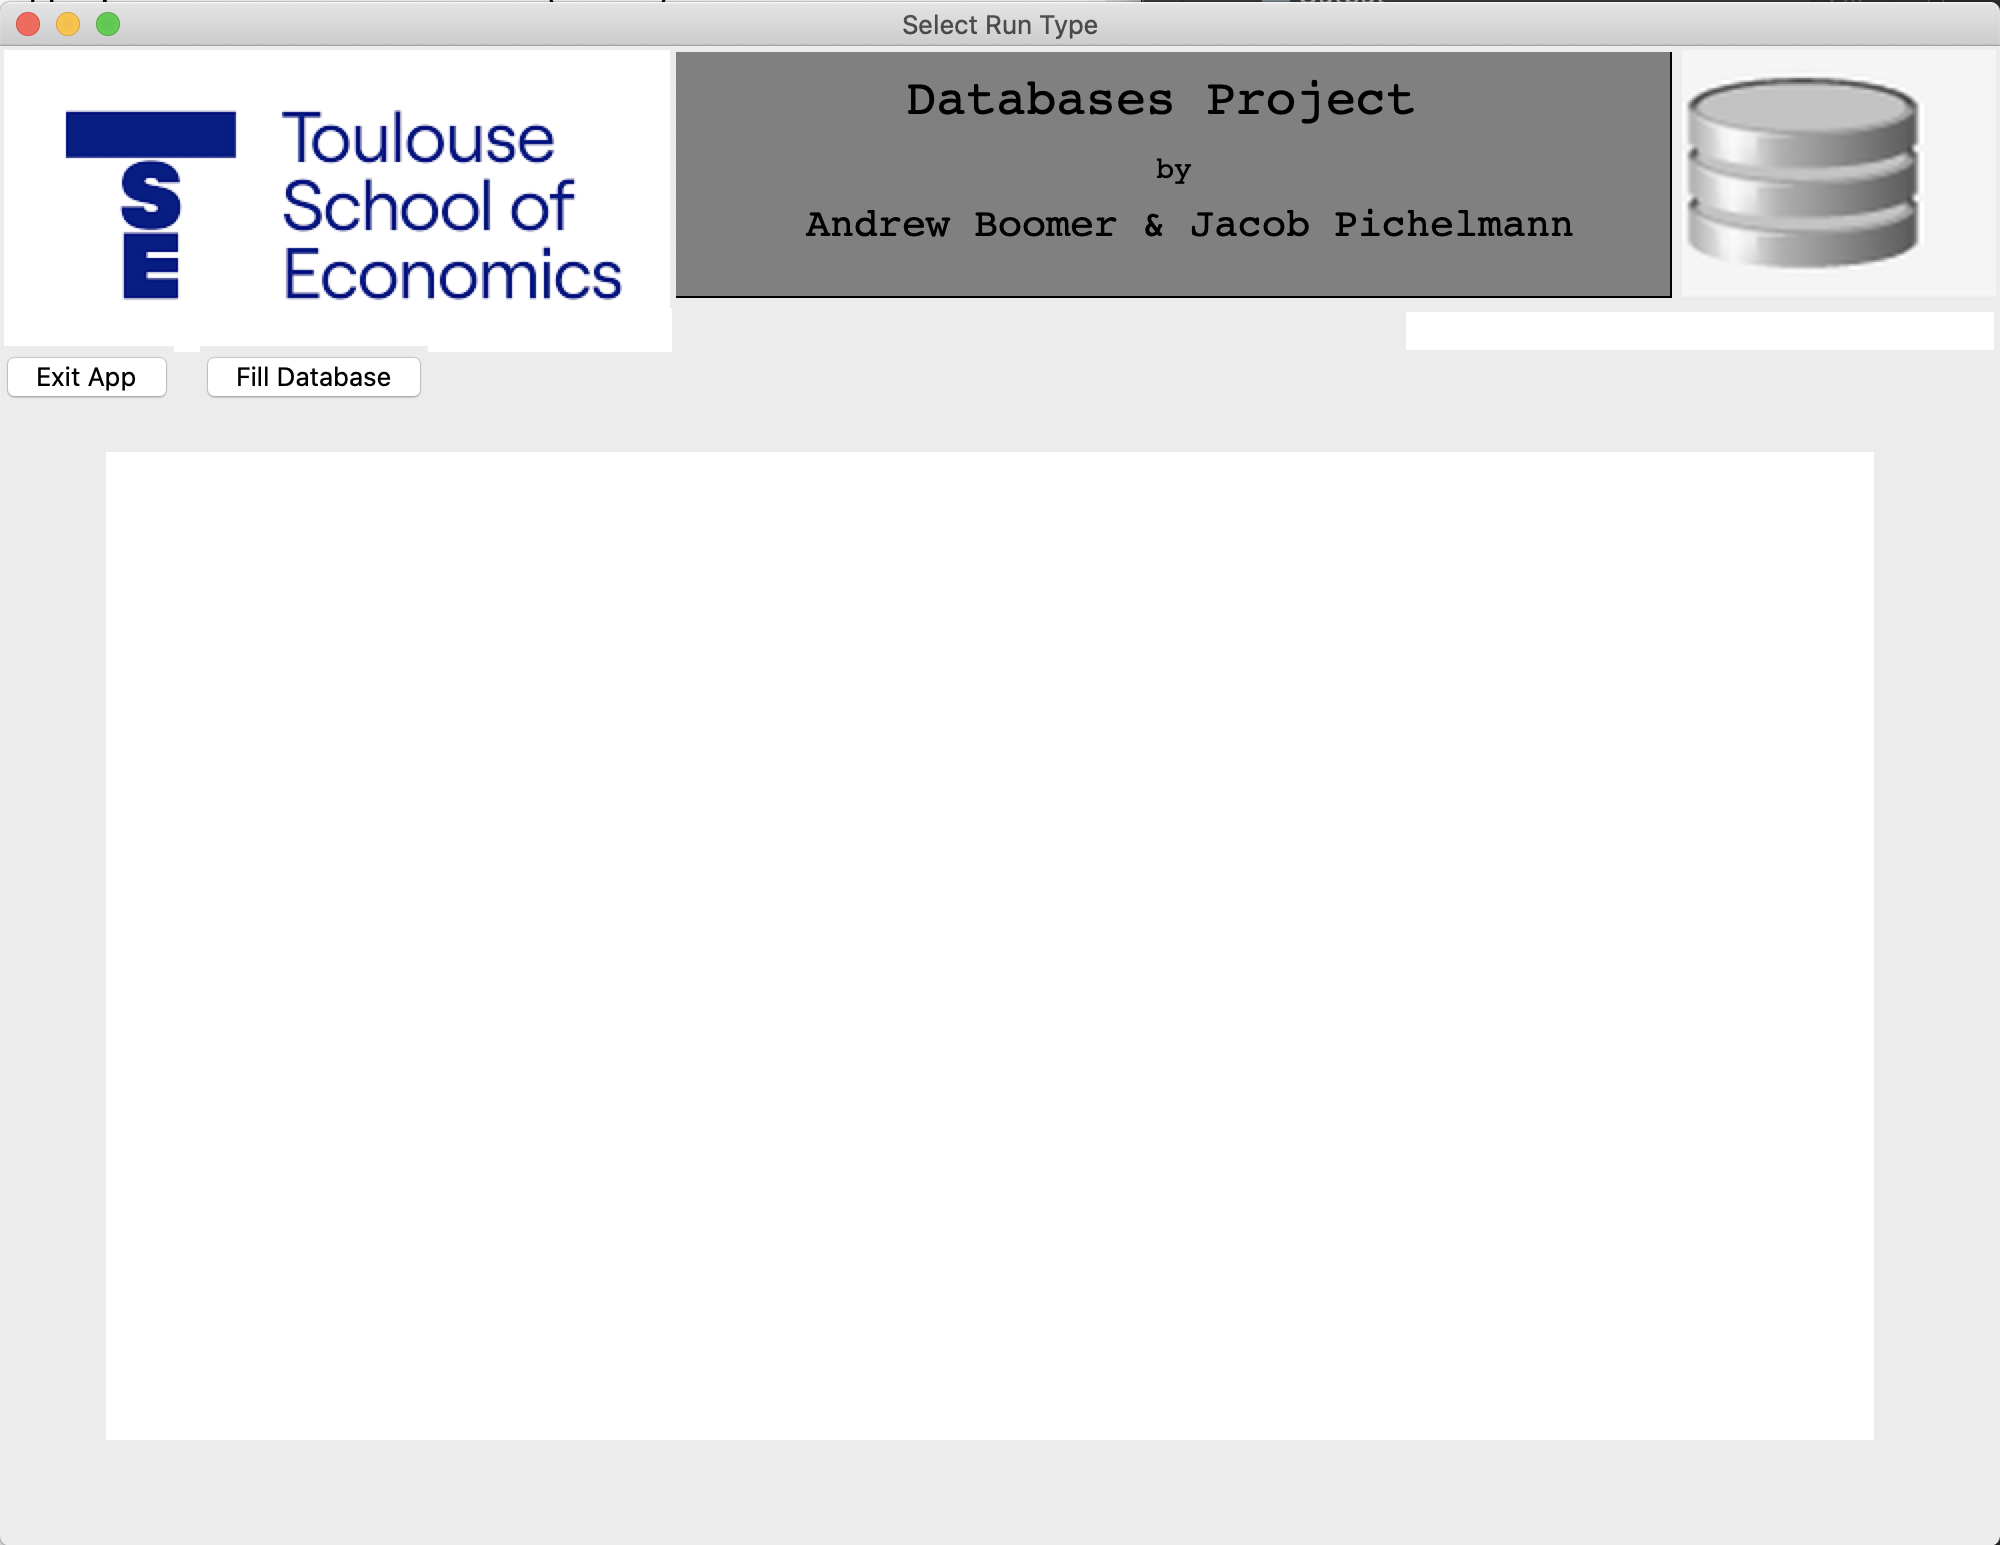 Select Run Type
TSE
Toulouse
School of
Economics
Databases Project
by
Andrew Boomer & Jacob Pichelmann
Exit App
Fill Database